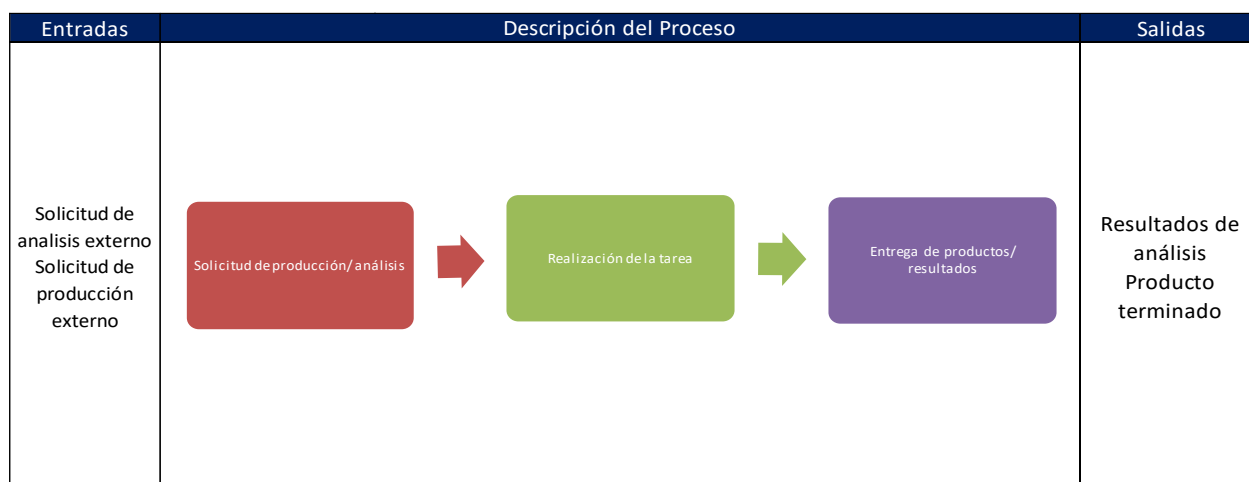 Entradas
Descripción del Proceso
Salidas
Solicitud de
analisis externo
Solicitud de
producción
externo
Solicitud de producción/ análisis
Realización de la tarea
Entrega de productos/
resultados
Resultados de
análisis
Producto
terminado